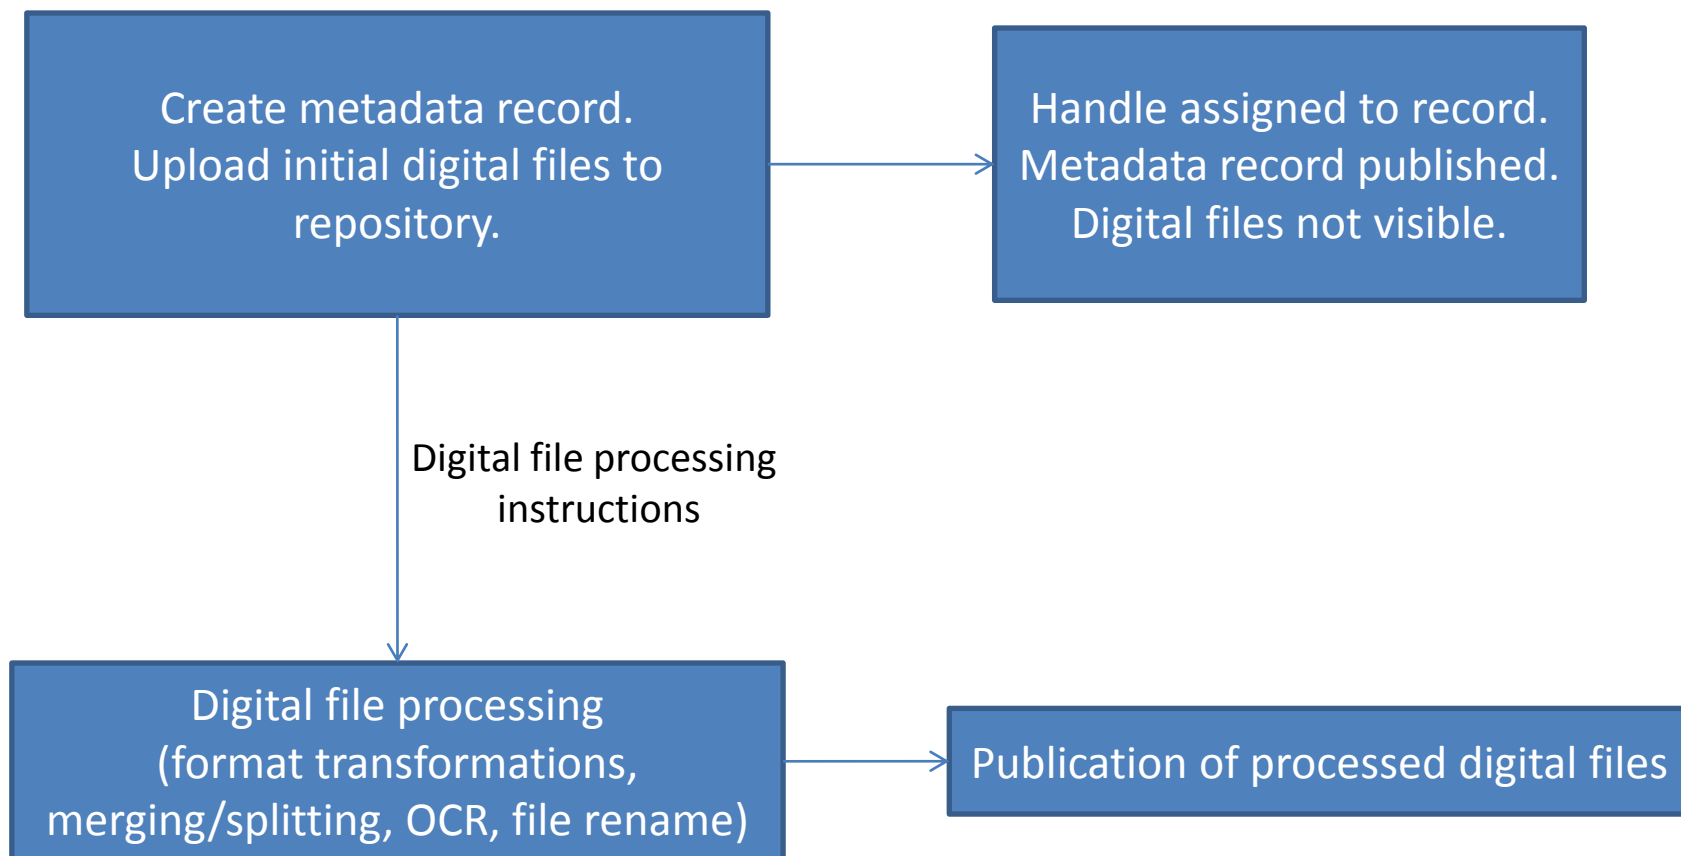 Create metadata record.
Upload initial digital files to
repository.
Handle assigned to record.
Metadata record published.
Digital files not visible.
Digital file processing
instructions
Digital file processing
(format transformations,
merging/splitting, OCR, file rename)
Publication of processed digital files